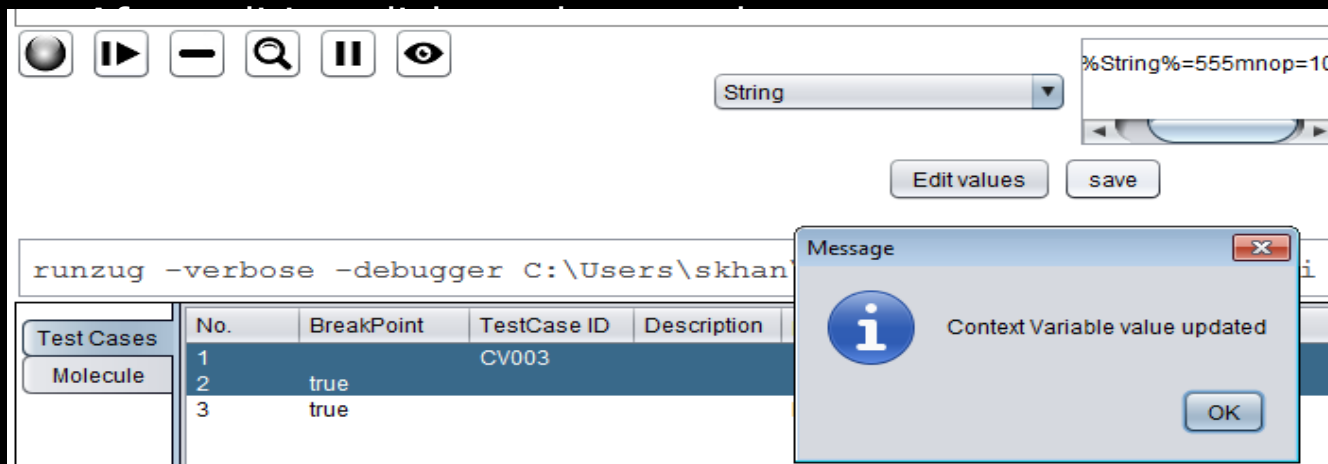 %String%=555mnop=10
String
Edit values save
Message
runzug -verbose -debugger C:\Users\skhan
Context Variable value updated
OK
Test Cases
Molecule
No. BreakPoint TestCase ID Description
1 CV003
2 true
3 true